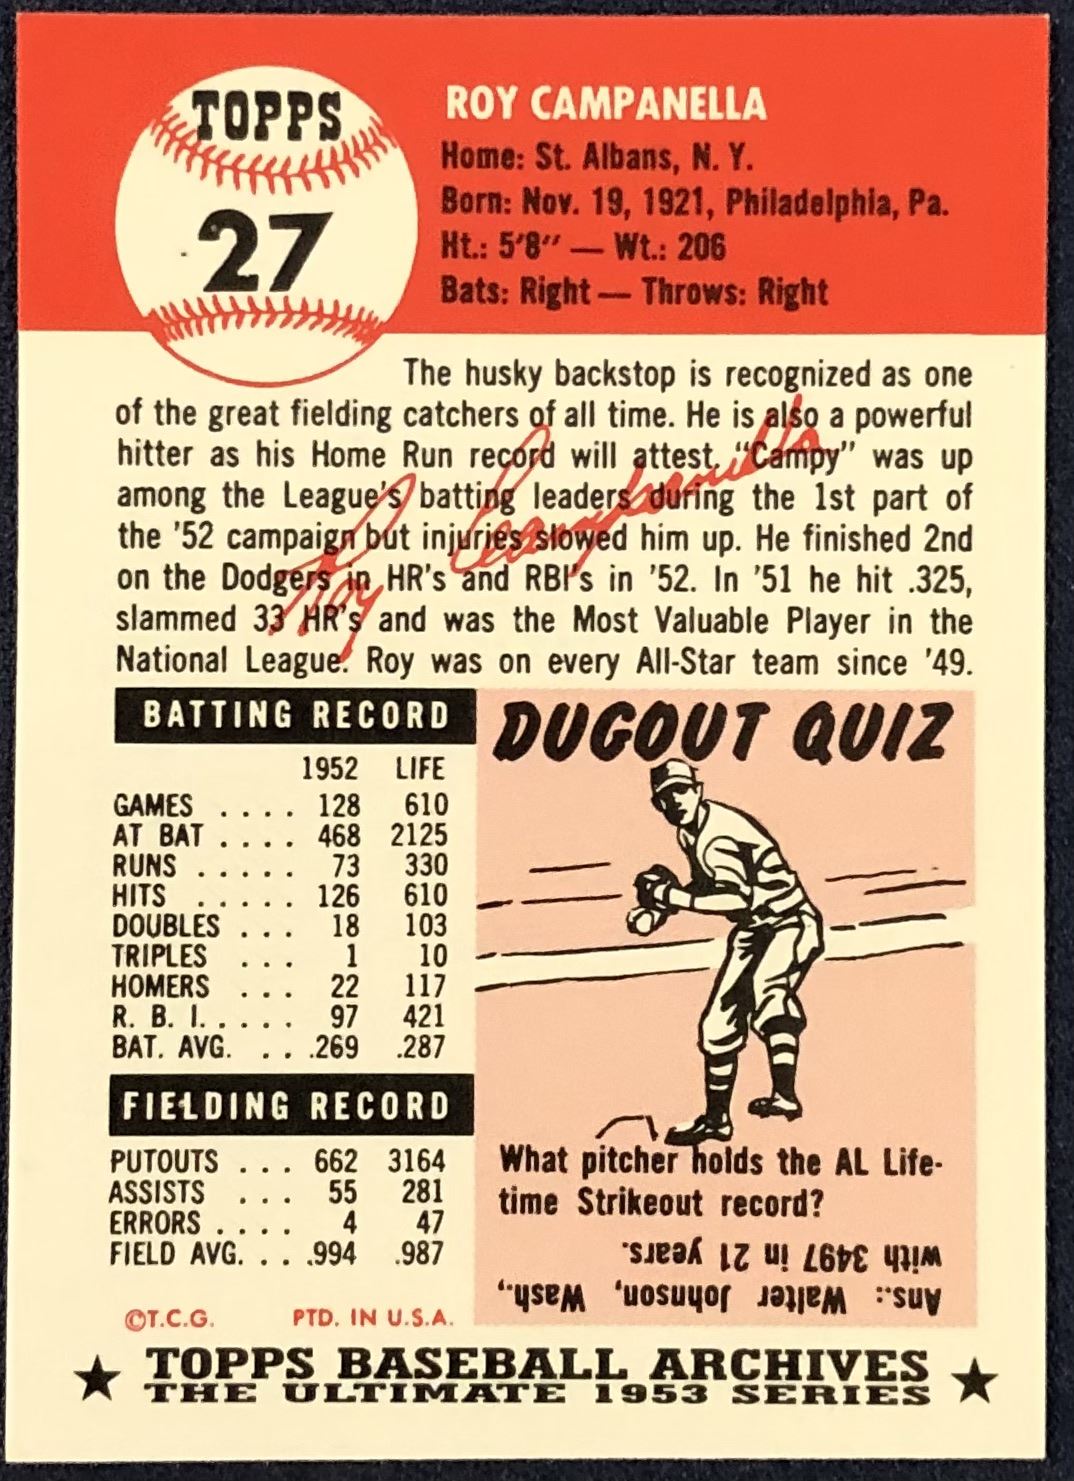 TOPPS
27
ROY CAMPANELLA
Home: St. Albans, N. Y.
Born: Nov. 19, 1921, Philadelphia, Pa.
Ht.: 5'8" — Wt.: 206
Bats: Right — Throws: Right
The husky backstop is recognized as one
of the great fielding catchers of all time. He is also a powerful
hitter as his Home Run record will attest. "Campy" was up
among the League's batting leaders during the 1st part of
the '52 campaign but injuries slowed him up. He finished 2nd
on the Dodgers in HR's and RBI's in '52. In '51 he hit .325,
slammed 33 HR's and was the Most Valuable Player in the
National League. Roy was on every All-Star team since '49.
Roy Campanella
BATTING RECORD
1952 LIFE
GAMES .... 128 610
AT BAT .... 468 2125
RUNS ..... 73 330
HITS ..... 126 610
DOUBLES ... 18 103
TRIPLES ... 1 10
HOMERS ... 22 117
R. B. I. .... 97 421
BAT. AVG. ... .269 .287
FIELDING RECORD
PUTOUTS ... 662 3164
ASSISTS ... 55 281
ERRORS .... 4 47
FIELD AVG. ... .994 .987
©T.C.G. PTD. IN U.S.A.
DUGOUT QUIZ
What pitcher holds the AL Life-
time Strikeout record?
Ans.: Walter Johnson, Wash.,
with 3497 in 21 years.
TOPPS BASEBALL ARCHIVES
THE ULTIMATE 1953 SERIES